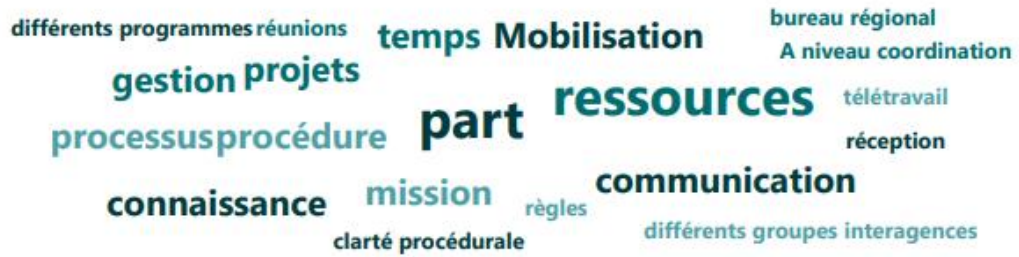 différents programmes réunions temps Mobilisation bureau régional
A niveau coordination
gestion projets
part ressources télétravail
processus procédure réception
connaissance mission règles communication
clarté procédurale différents groupes interagences